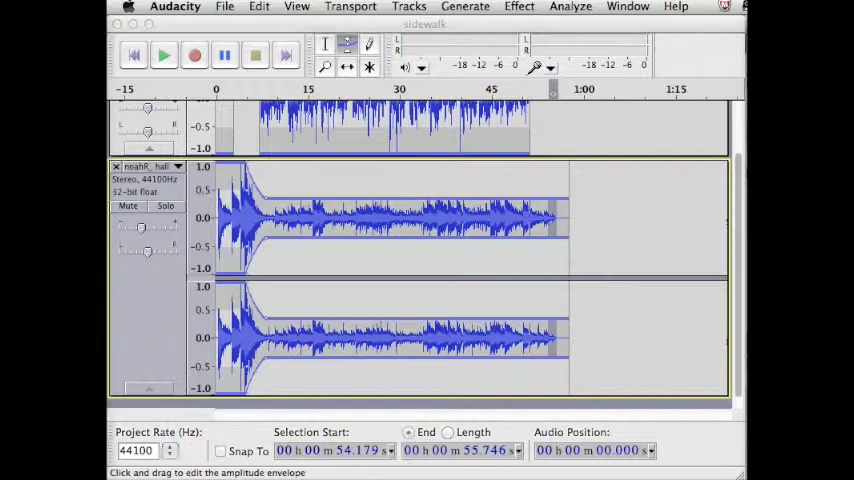 Audacity File Edit View Transport Tracks Generate Effect Analyze Window Help
sidewalk
L
R
-18 -12 -6 0
L
R
-18 -12 -6 0
-15 0 15 30 45 1:00 1:15
0.0
-0.5
-1.0
L R
noahR_ hall
Stereo, 44100Hz
32-bit float
Mute Solo
- +
L R
1.0
0.5
0.0
-0.5
-1.0
1.0
0.5
0.0
-0.5
-1.0
Project Rate (Hz): Selection Start: End Length Audio Position:
44100 Snap To 00 h 00 m 54.179 s 00 h 00 m 55.746 s 00 h 00 m 00.000 s
Click and drag to edit the amplitude envelope